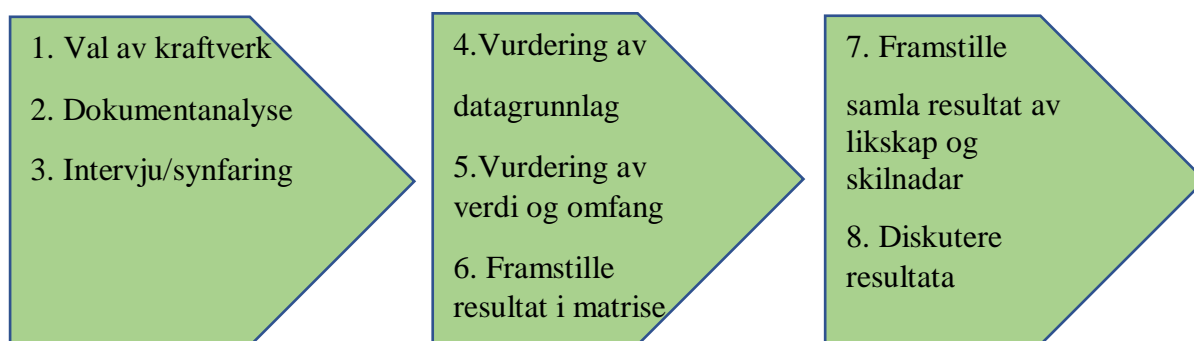 1. Val av kraftverk
2. Dokumentanalyse
3. Intervju/synfaring
4.Vurdering av
datagrunnlag
5.Vurdering av
verdi og omfang
6. Framstille
resultat i matrise
7. Framstille
samla resultat av
likskap og
skilnadar
8. Diskutere
resultata